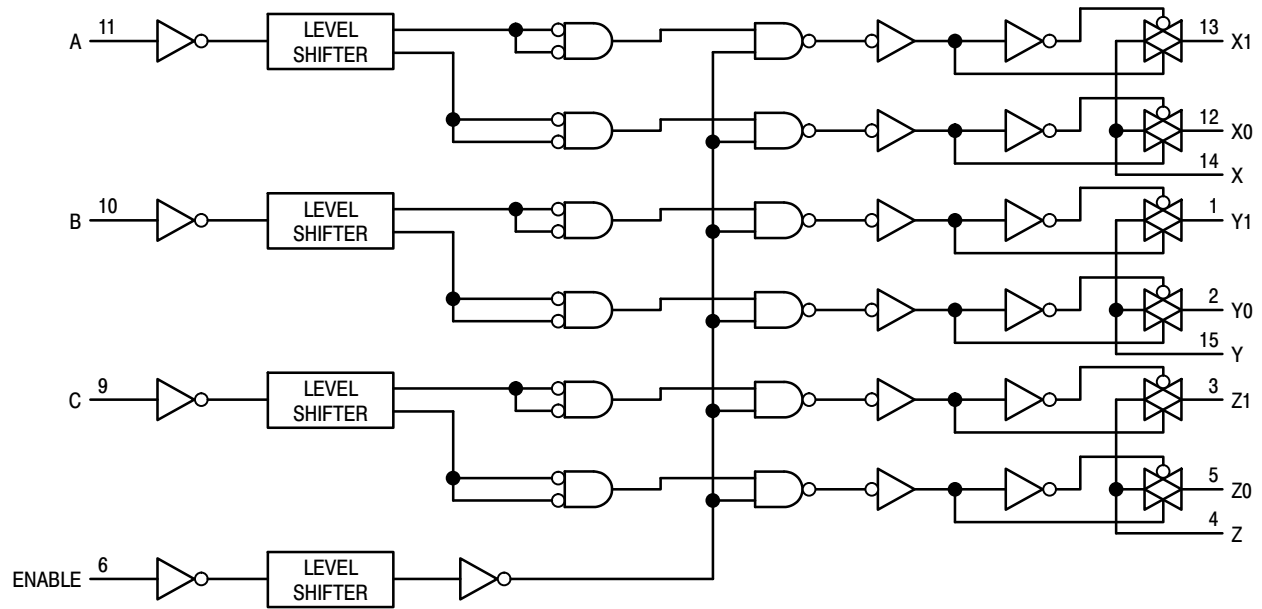 A 11 LEVEL SHIFTER 13 X1
12 X0
14 X
B 10 LEVEL SHIFTER 1 Y1
2 Y0
15 Y
C 9 LEVEL SHIFTER 3 Z1
5 Z0
4 Z
ENABLE 6 LEVEL SHIFTER